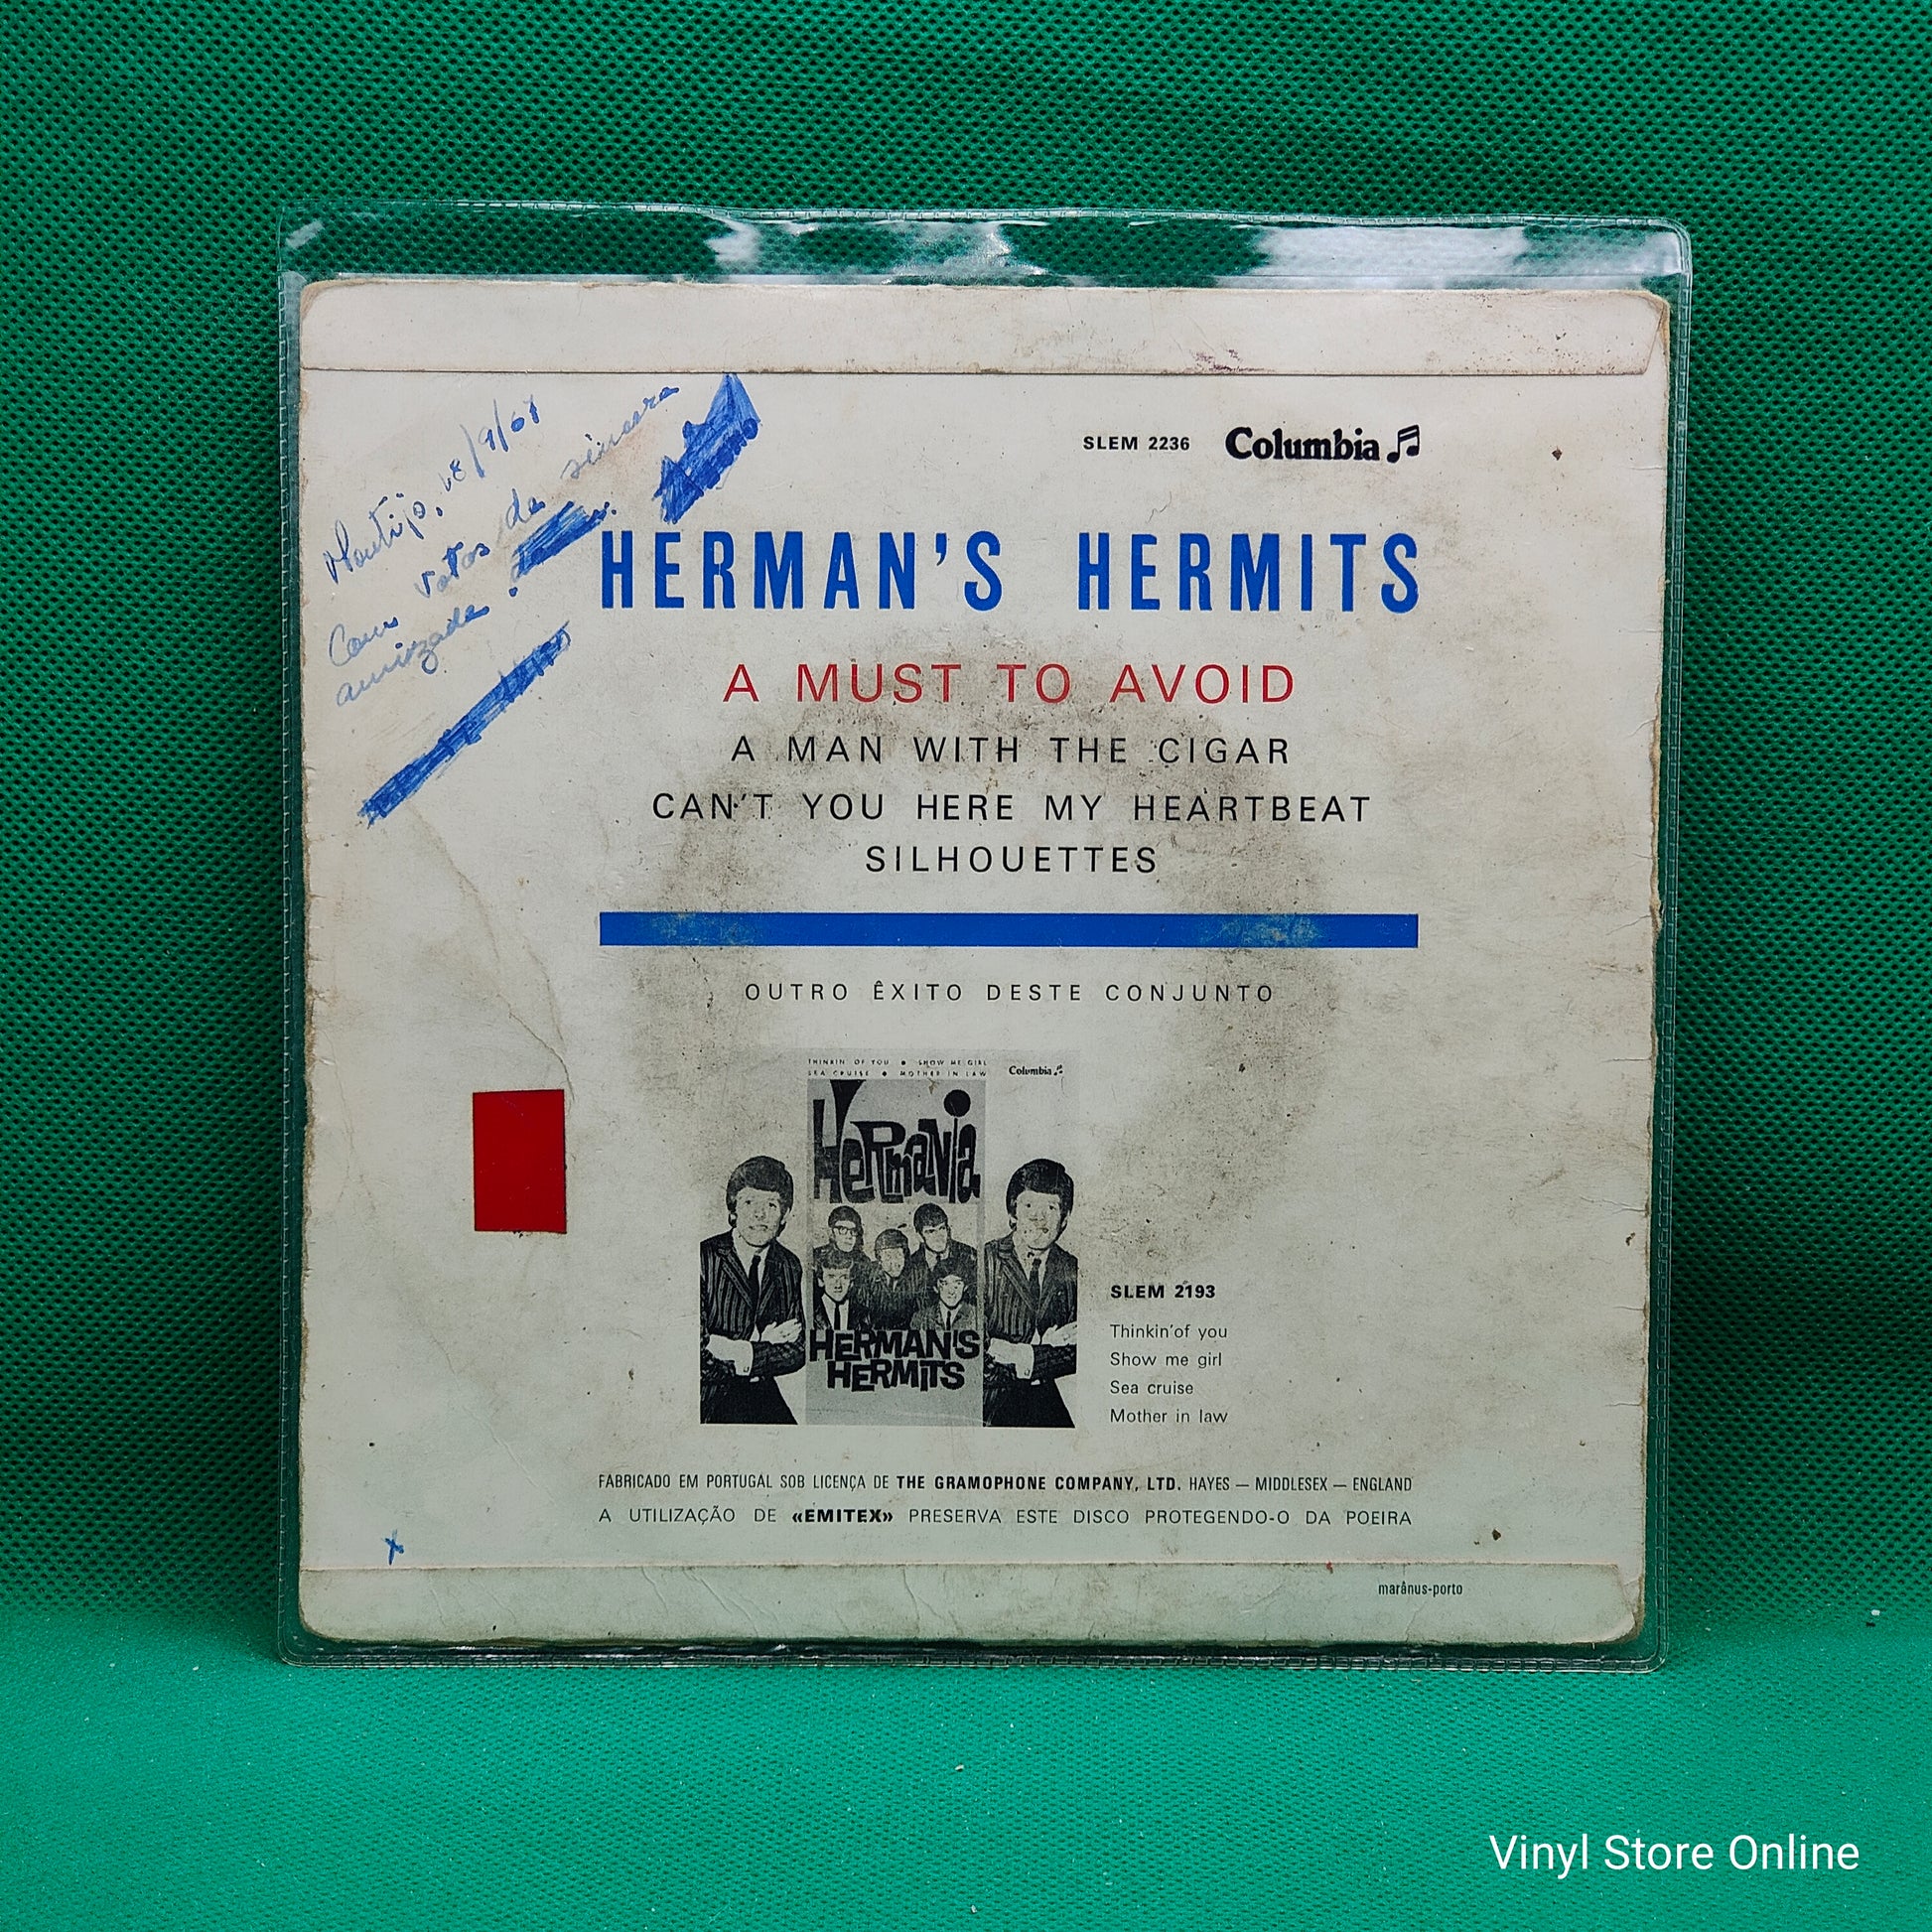 Montijo, 18/9/67
Com votos de sincera
amizade.
SLEM 2236 Columbia
HERMAN'S HERMITS
A MUST TO AVOID
A MAN WITH THE CIGAR
CAN'T YOU HERE MY HEARTBEAT
SILHOUETTES
OUTRO ÊXITO DESTE CONJUNTO
THINKIN' OF YOU • SHOW ME GIRL
SEA CRUISE • MOTHER IN LAW
Columbia
HERMANIA
HERMAN'S
HERMITS
SLEM 2193
Thinkin'of you
Show me girl
Sea cruise
Mother in law
FABRICADO EM PORTUGAL SOB LICENÇA DE THE GRAMOPHONE COMPANY, LTD. HAYES — MIDDLESEX — ENGLAND
A UTILIZAÇÃO DE «EMITEX» PRESERVA ESTE DISCO PROTEGENDO-O DA POEIRA
x
marânus-porto
Vinyl Store Online